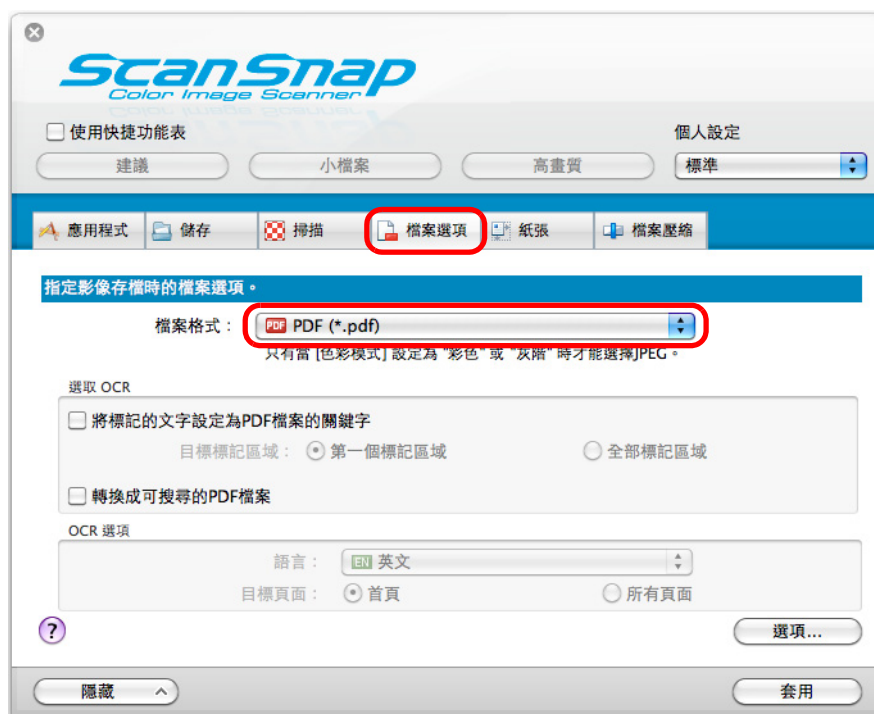 ScanSnap
Color Image Scanner
使用快捷功能表
個人設定
建議 小檔案 高畫質 標準
應用程式 儲存 掃描 檔案選項 紙張 檔案壓縮
指定影像存檔時的檔案選項。
檔案格式： PDF PDF (*.pdf)
只有當 [色彩模式] 設定為 "彩色" 或 "灰階" 時才能選擇JPEG。
選取 OCR
將標記的文字設定為PDF檔案的關鍵字
目標標記區域： 第一個標記區域 全部標記區域
轉換成可搜尋的PDF檔案
OCR 選項
語言： EN 英文
目標頁面： 首頁 所有頁面
? 選項...
隱藏 套用